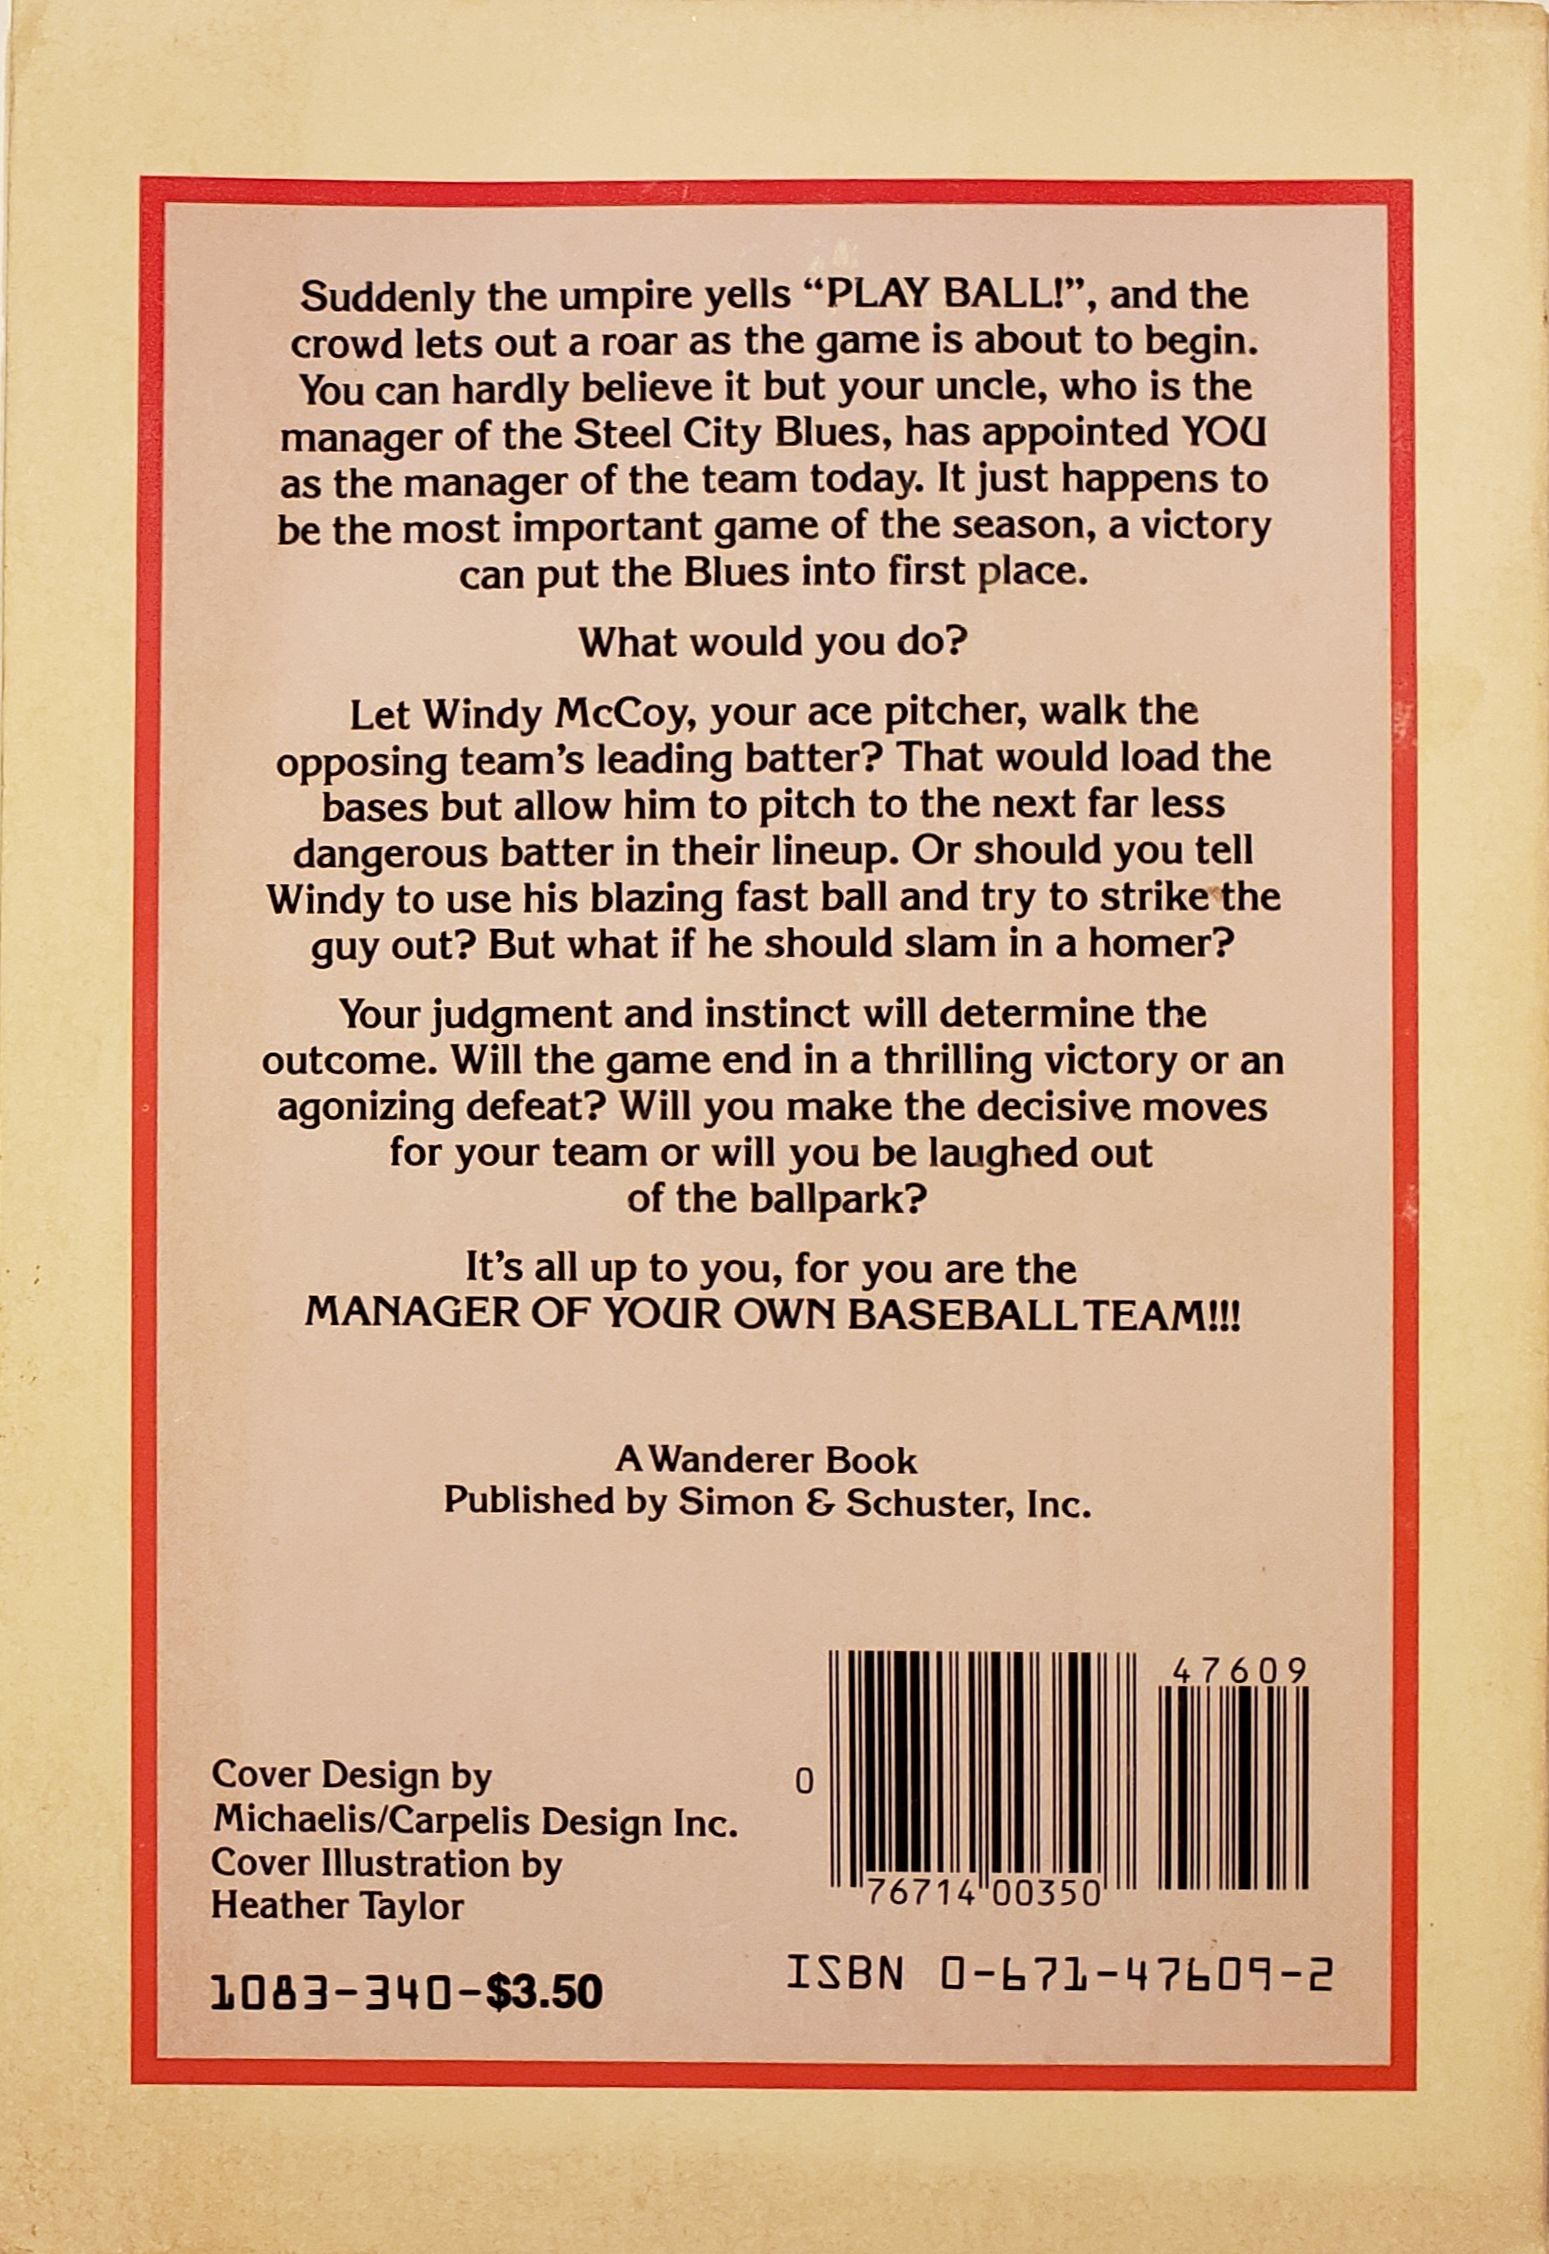 Suddenly the umpire yells “PLAY BALL!”, and the
crowd lets out a roar as the game is about to begin.
You can hardly believe it but your uncle, who is the
manager of the Steel City Blues, has appointed YOU
as the manager of the team today. It just happens to
be the most important game of the season, a victory
can put the Blues into first place.
What would you do?
Let Windy McCoy, your ace pitcher, walk the
opposing team’s leading batter? That would load the
bases but allow him to pitch to the next far less
dangerous batter in their lineup. Or should you tell
Windy to use his blazing fast ball and try to strike the
guy out? But what if he should slam in a homer?
Your judgment and instinct will determine the
outcome. Will the game end in a thrilling victory or an
agonizing defeat? Will you make the decisive moves
for your team or will you be laughed out
of the ballpark?
It’s all up to you, for you are the
MANAGER OF YOUR OWN BASEBALL TEAM!!!
A Wanderer Book
Published by Simon & Schuster, Inc.
Cover Design by
Michaelis/Carpelis Design Inc.
Cover Illustration by
Heather Taylor
1083-340-$3.50
47609
0
76714 00350
ISBN 0-671-47609-2